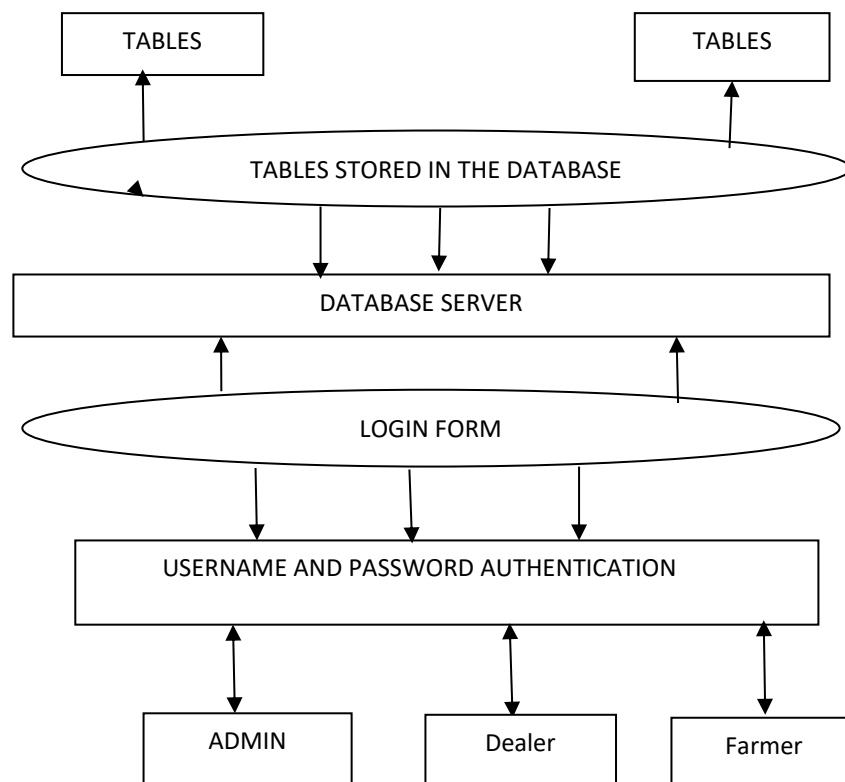 TABLES
TABLES
TABLES STORED IN THE DATABASE
DATABASE SERVER
LOGIN FORM
USERNAME AND PASSWORD AUTHENTICATION
ADMIN
Dealer
Farmer